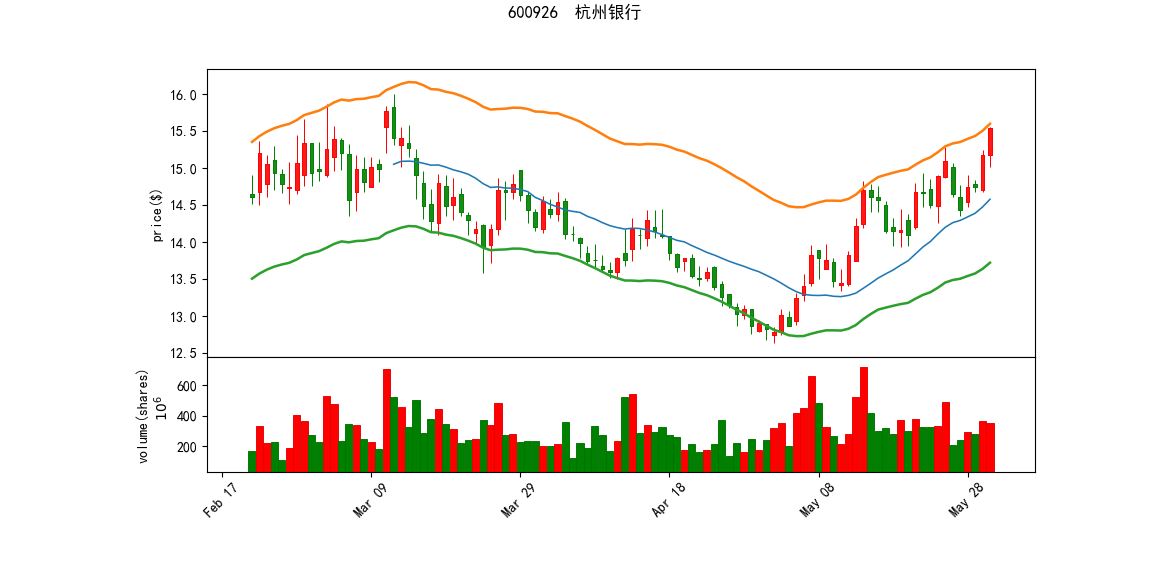 600926 杭州银行
price($)
16.0
15.5
15.0
14.5
14.0
13.5
13.0
12.5
volume(shares)
10^6
600
400
200
Feb 17
Mar 09
Mar 29
Apr 18
May 08
May 28